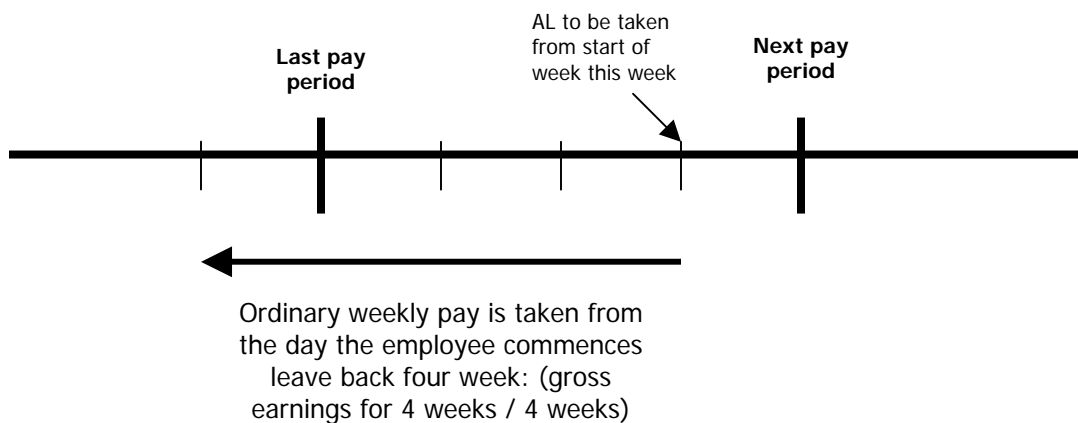 AL to be taken
from start of
week this week
Last pay
period
Next pay
period
Ordinary weekly pay is taken from
the day the employee commences
leave back four week: (gross
earnings for 4 weeks / 4 weeks)